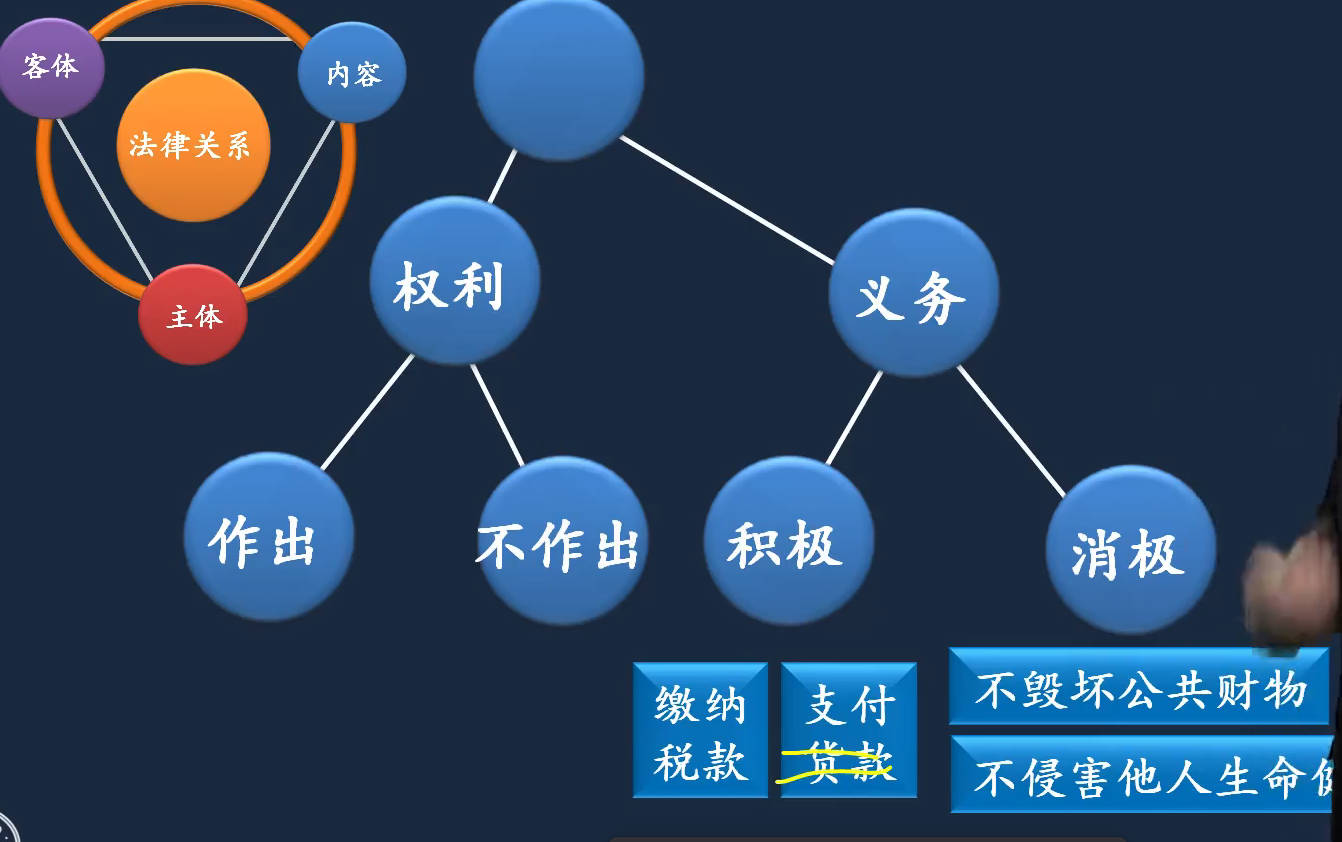 客体
内容
法律关系
主体
权利
义务
作出
不作出
积极
消极
缴纳
税款
支付
货款
不毁坏公共财物
不侵害他人生命